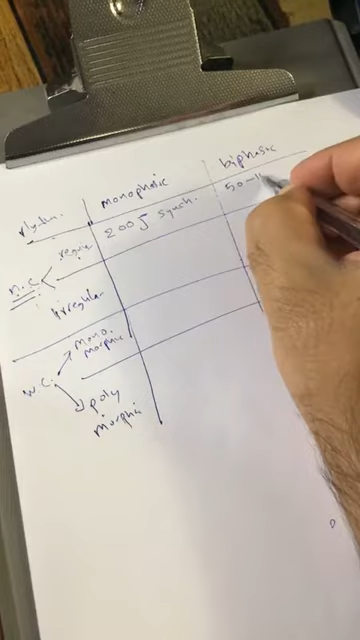 Rhythm. monophasic biphasic
regular 200 J synch. 50-1
n.c.
irregular
mono.
morphic
W.C.
poly
morphic